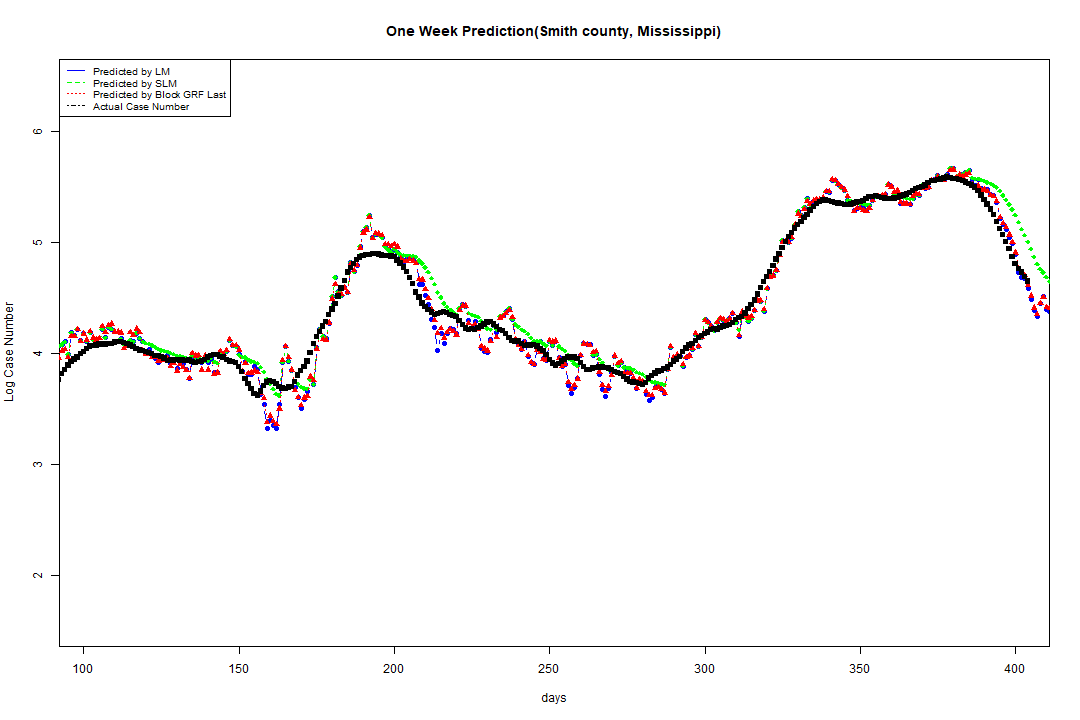 One Week Prediction(Smith county, Mississippi)
Predicted by LM
Predicted by SLM
Predicted by Block GRF Last
Actual Case Number
6
5
4
3
2
Log Case Number
100 150 200 250 300 350 400
days